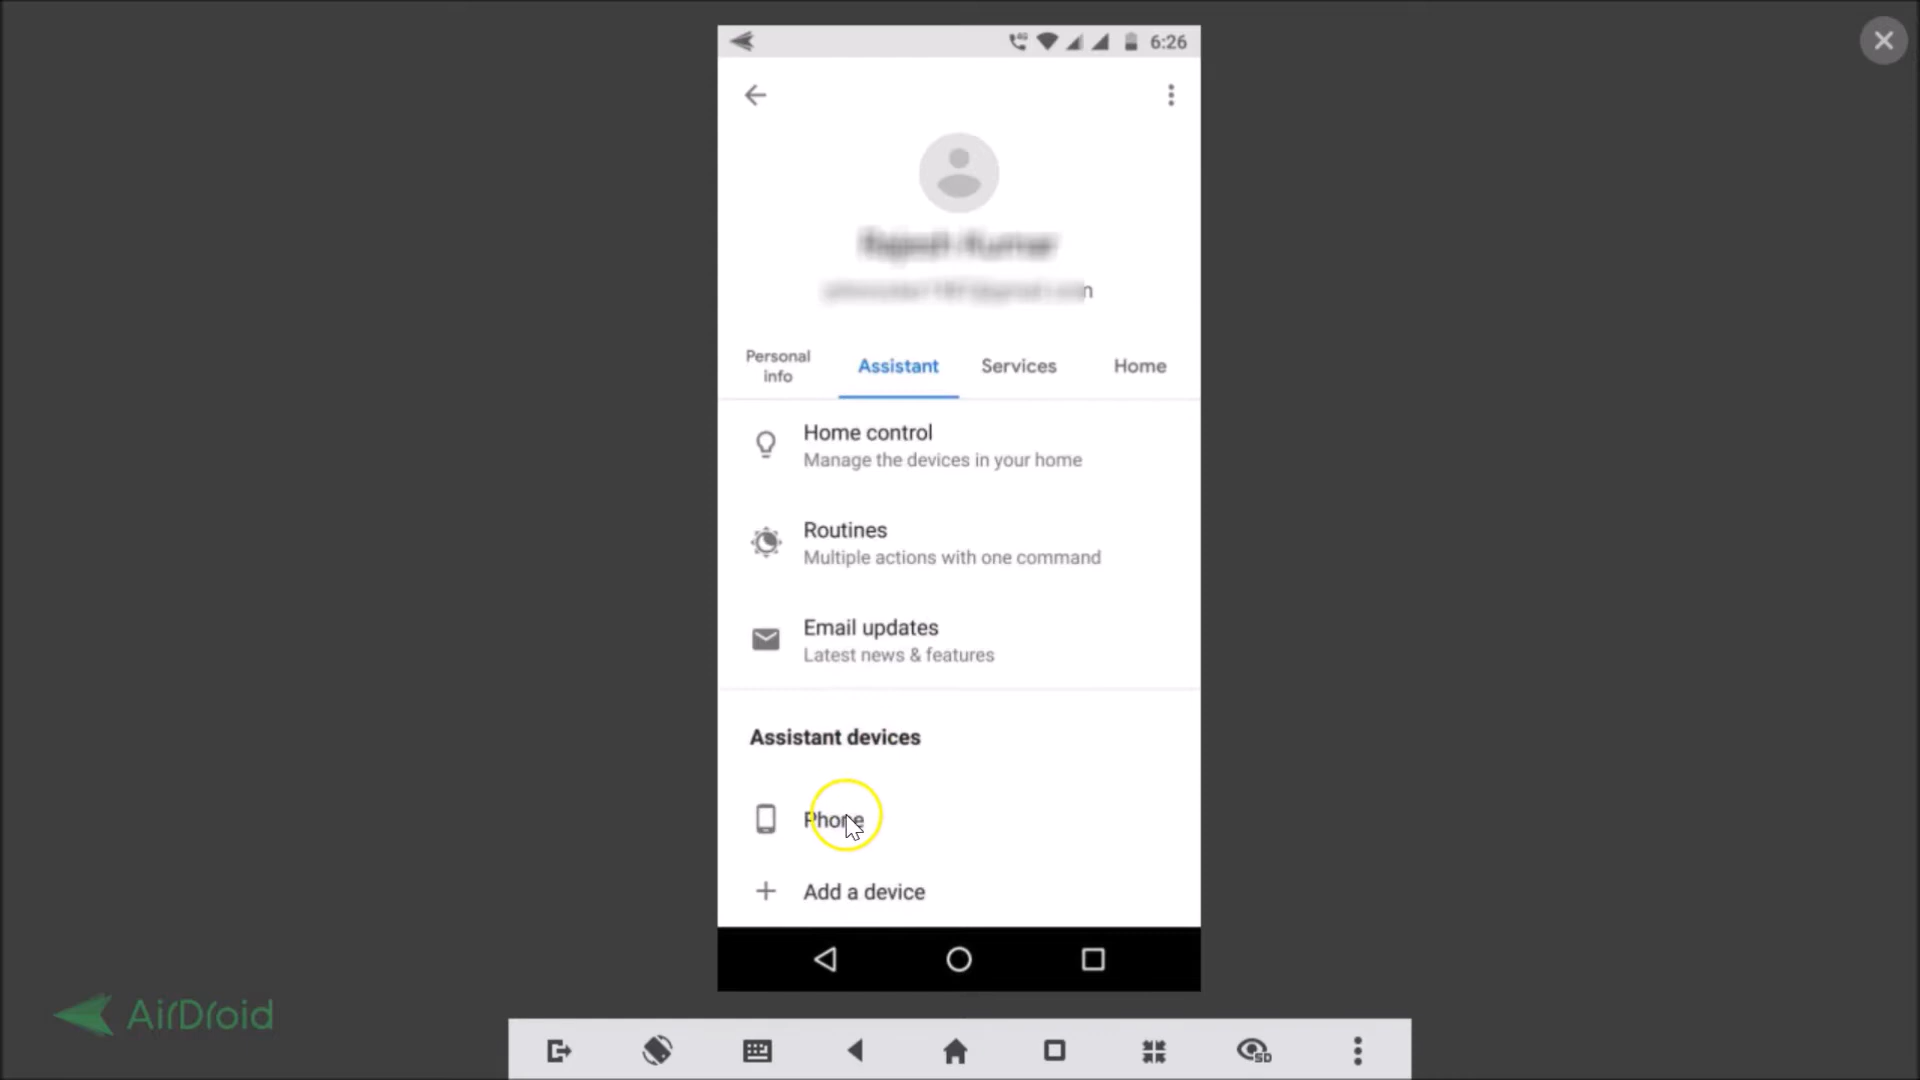 6:26
Personal
info
Assistant
Services
Home
Home control
Manage the devices in your home
Routines
Multiple actions with one command
Email updates
Latest news & features
Assistant devices
Phone
Add a device
AirDroid
SD